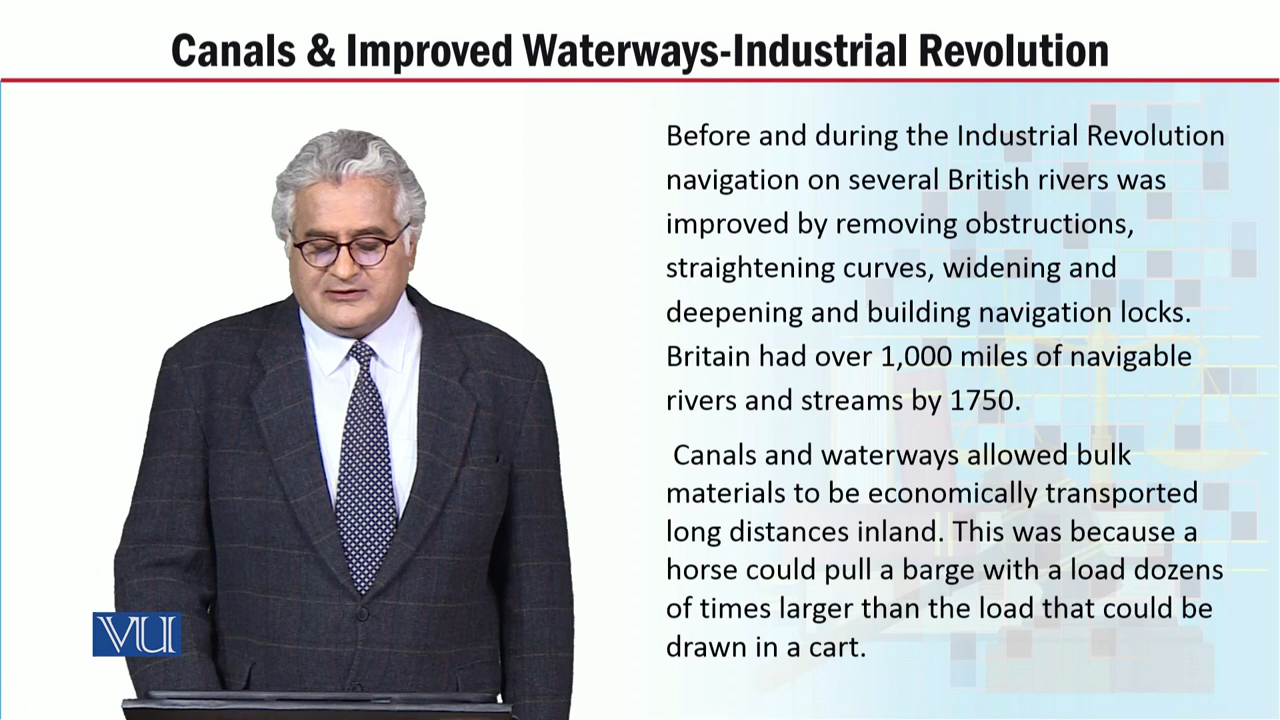 Canals & Improved Waterways-Industrial Revolution
Before and during the Industrial Revolution
navigation on several British rivers was
improved by removing obstructions,
straightening curves, widening and
deepening and building navigation locks.
Britain had over 1,000 miles of navigable
rivers and streams by 1750.
Canals and waterways allowed bulk
materials to be economically transported
long distances inland. This was because a
horse could pull a barge with a load dozens
of times larger than the load that could be
drawn in a cart.
VU